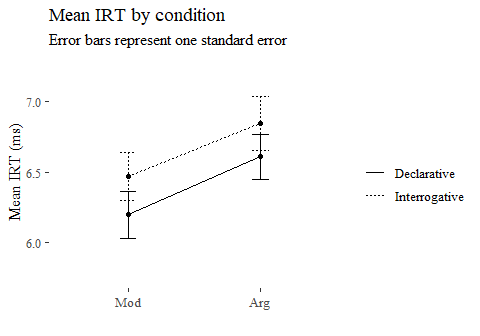 Mean IRT by condition
Error bars represent one standard error
Mean IRT (ms)
7.0
6.5
6.0
Mod
Arg
Declarative
Interrogative